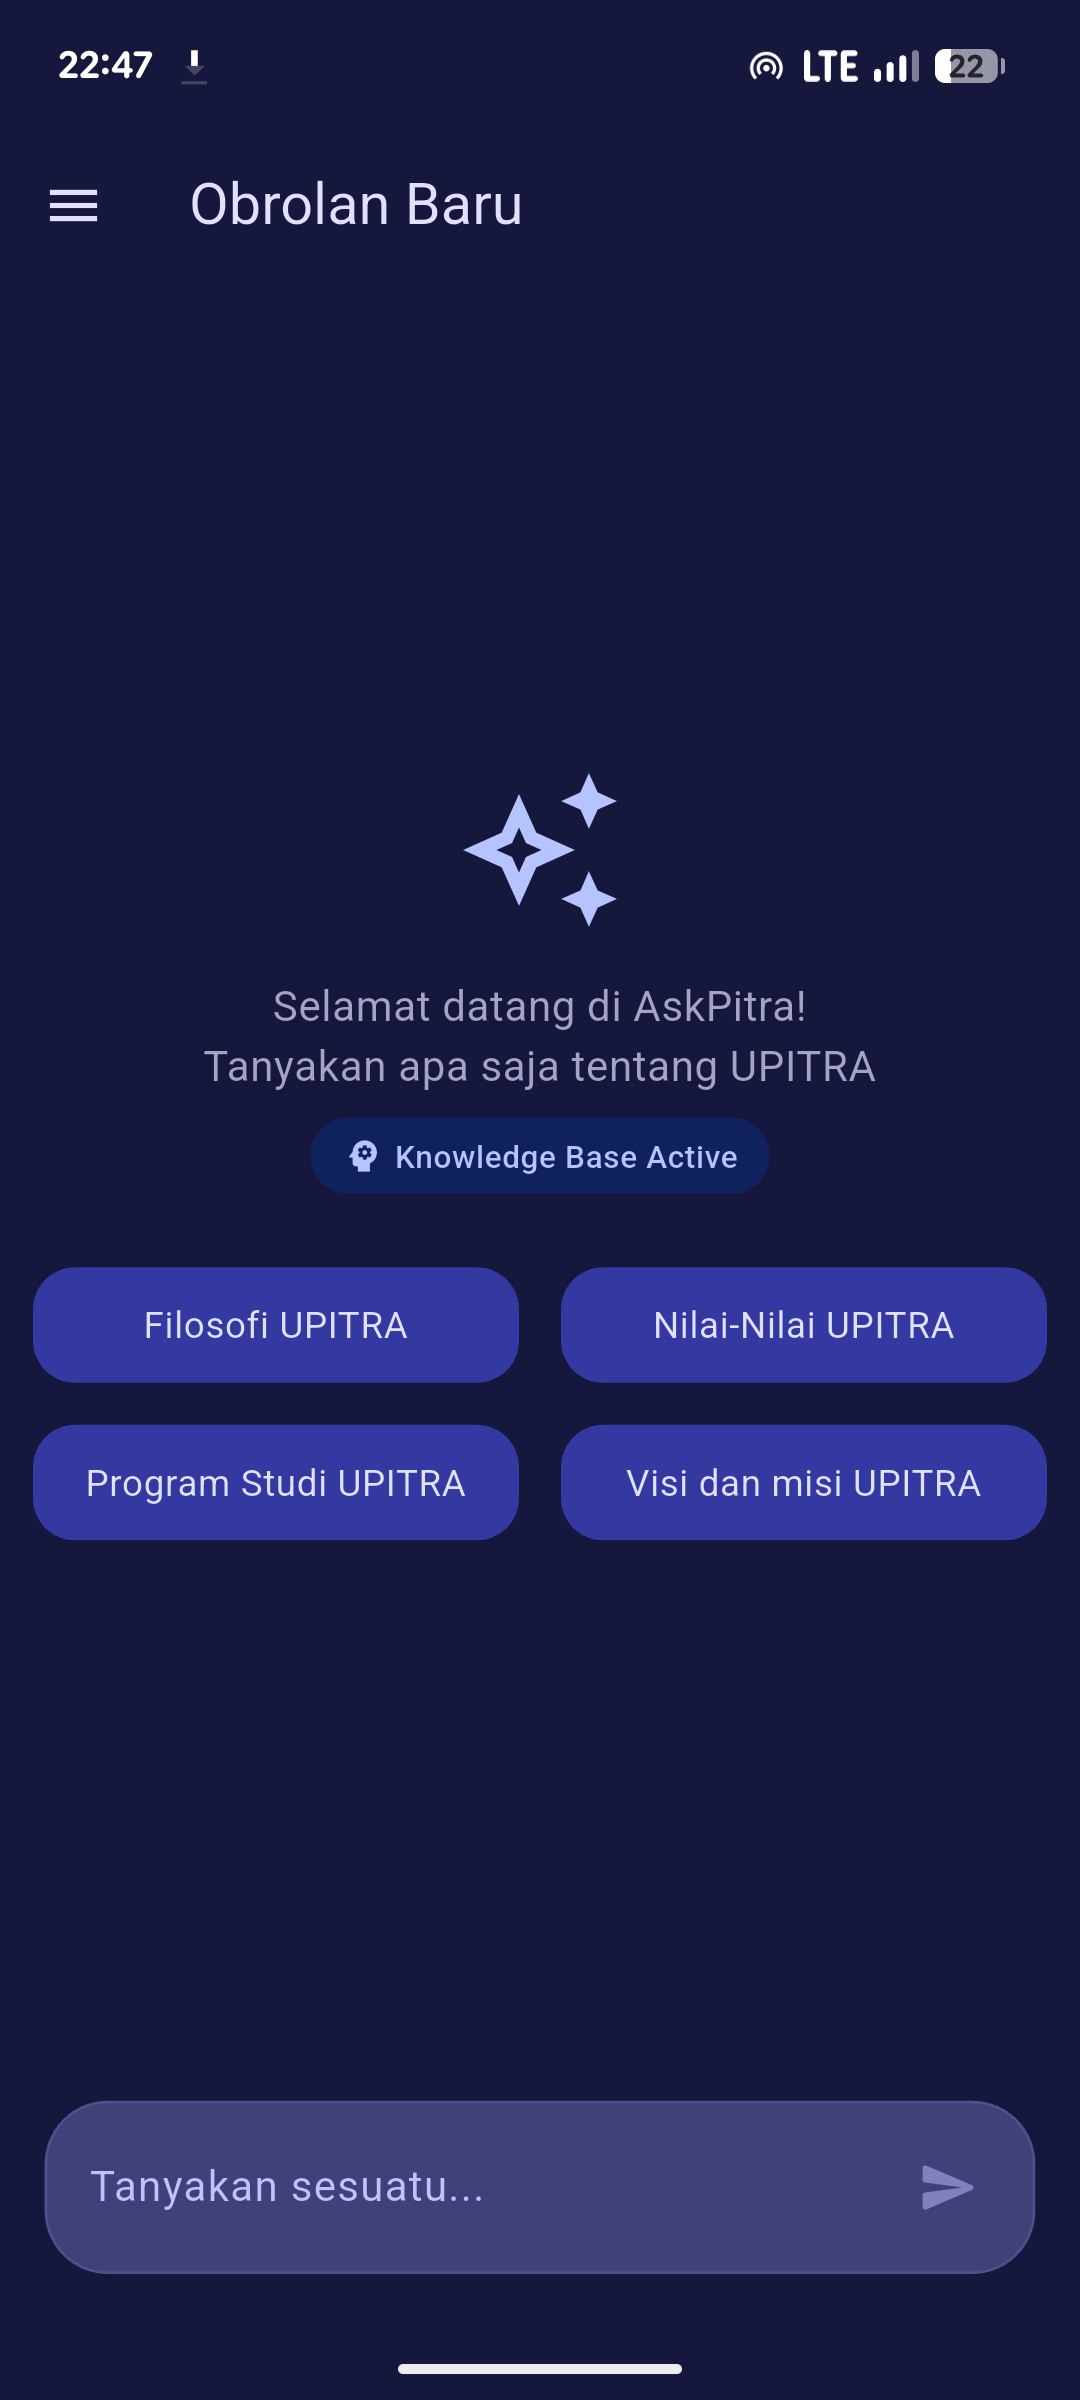 22:47 LTE 22
Obrolan Baru
Selamat datang di AskPitra!
Tanyakan apa saja tentang UPITRA
Knowledge Base Active
Filosofi UPITRA
Nilai-Nilai UPITRA
Program Studi UPITRA
Visi dan misi UPITRA
Tanyakan sesuatu...